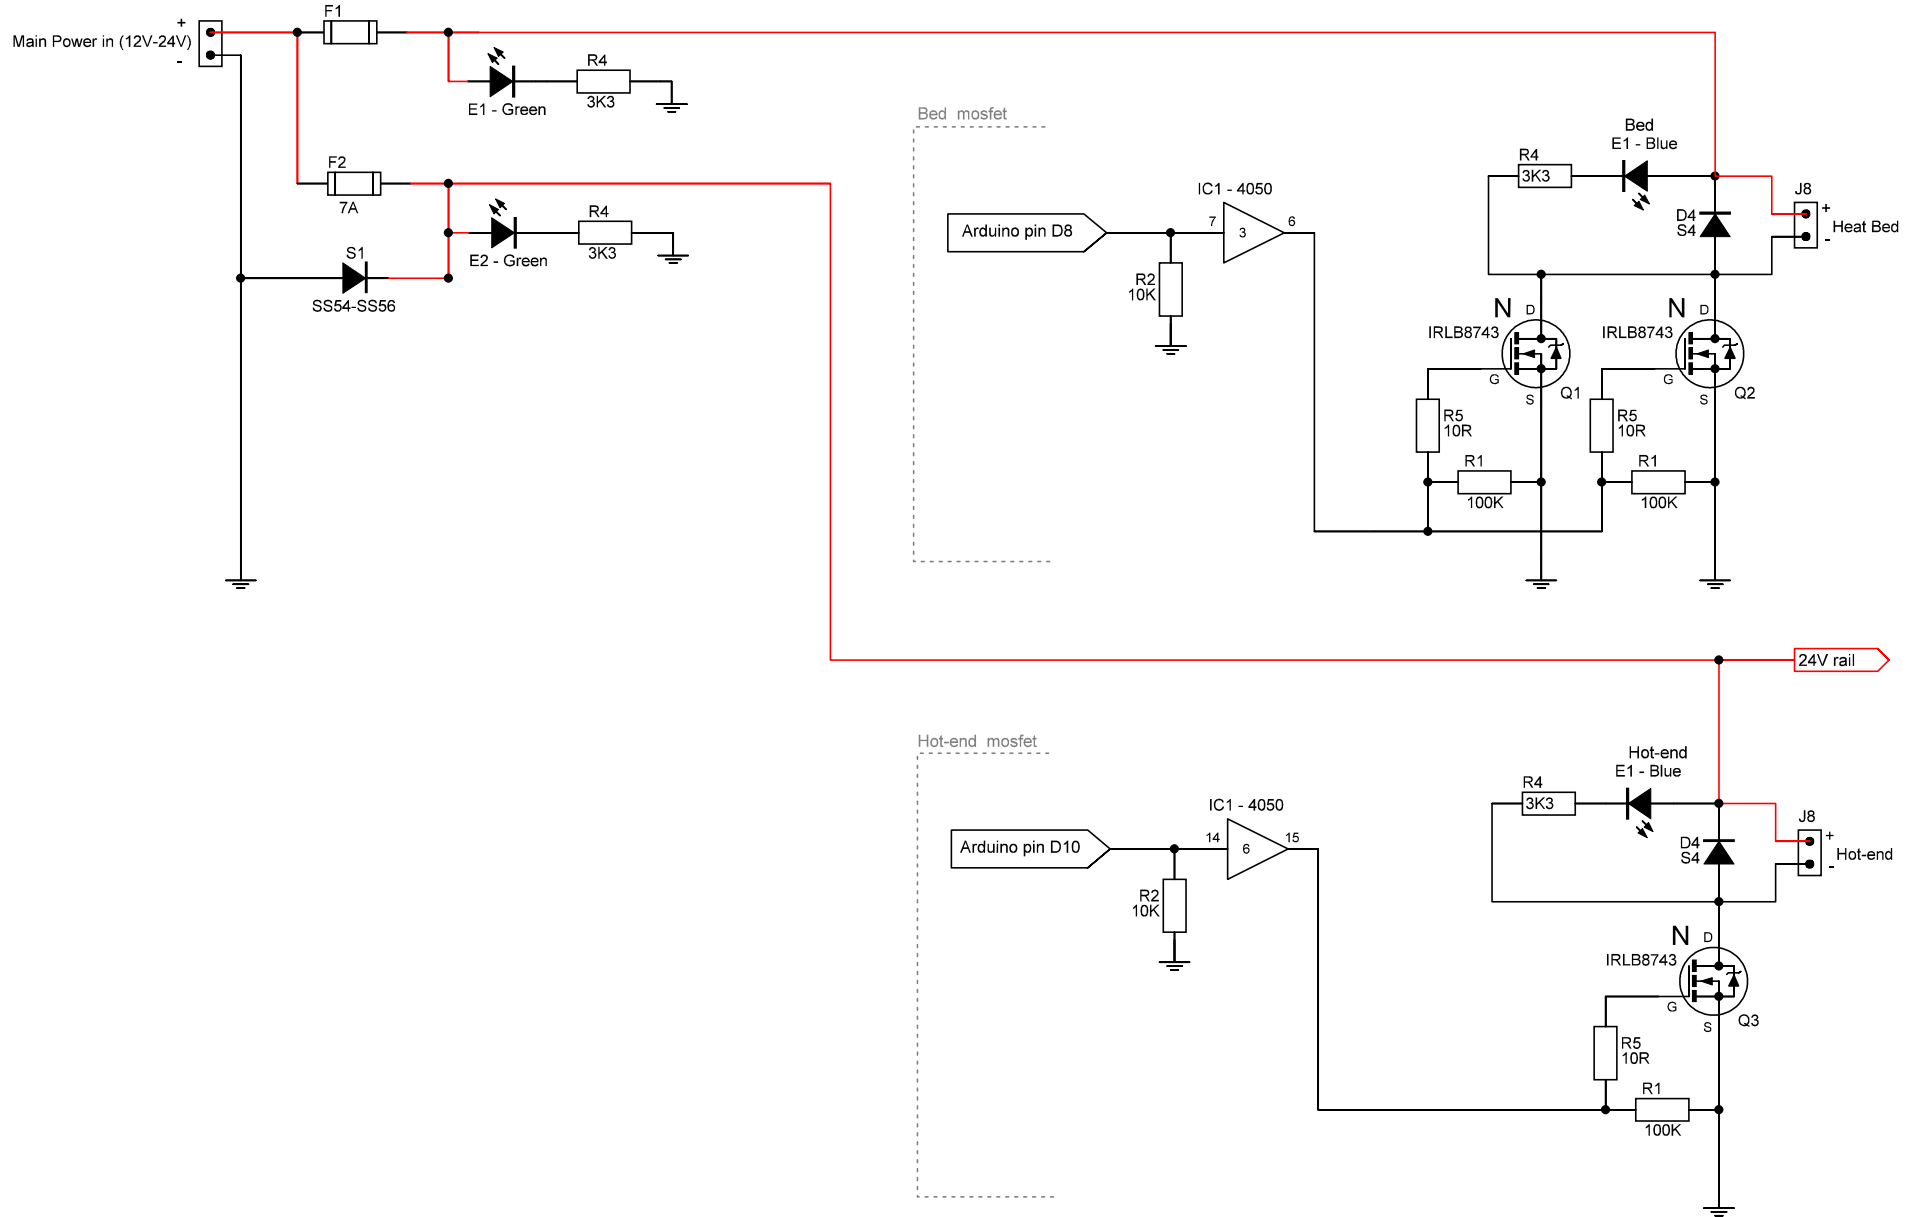 F1
+
Main Power in (12V-24V)
-
R4
3K3
E1 - Green
F2
7A
R4
3K3
E2 - Green
S1
SS54-SS56
Bed mosfet
Arduino pin D8
IC1 - 4050
7
3
6
R2
10K
Bed
E1 - Blue
R4
3K3
D4
S4
J8
+
-
Heat Bed
N
D
IRLB8743
G
S
Q1
R5
10R
R1
100K
N
D
IRLB8743
G
S
Q2
R5
10R
R1
100K
24V rail
Hot-end mosfet
Arduino pin D10
IC1 - 4050
14
6
15
R2
10K
Hot-end
E1 - Blue
R4
3K3
D4
S4
J8
+
-
Hot-end
N
D
IRLB8743
G
S
Q3
R5
10R
R1
100K